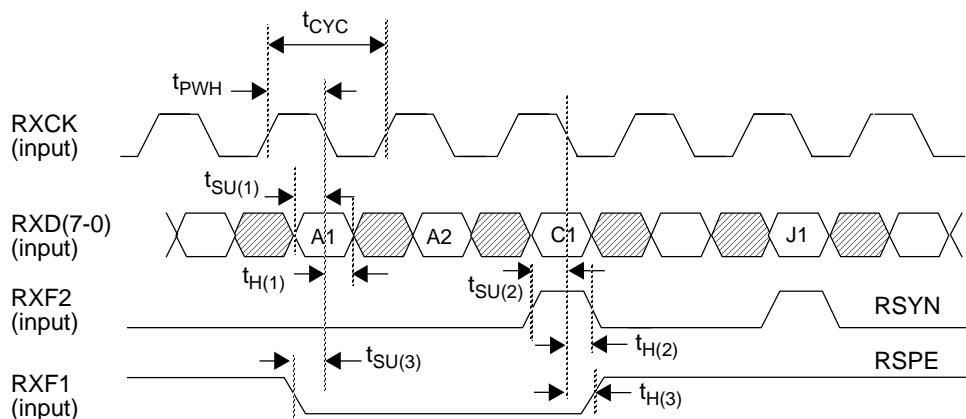 tCYC
tPWH
RXCK
(input)
tSU(1)
RXD(7-0)
(input)
A1
A2
C1
J1
tH(1)
tSU(2)
RXF2
(input)
RSYN
tH(2)
tSU(3)
RSPE
RXF1
(input)
tH(3)